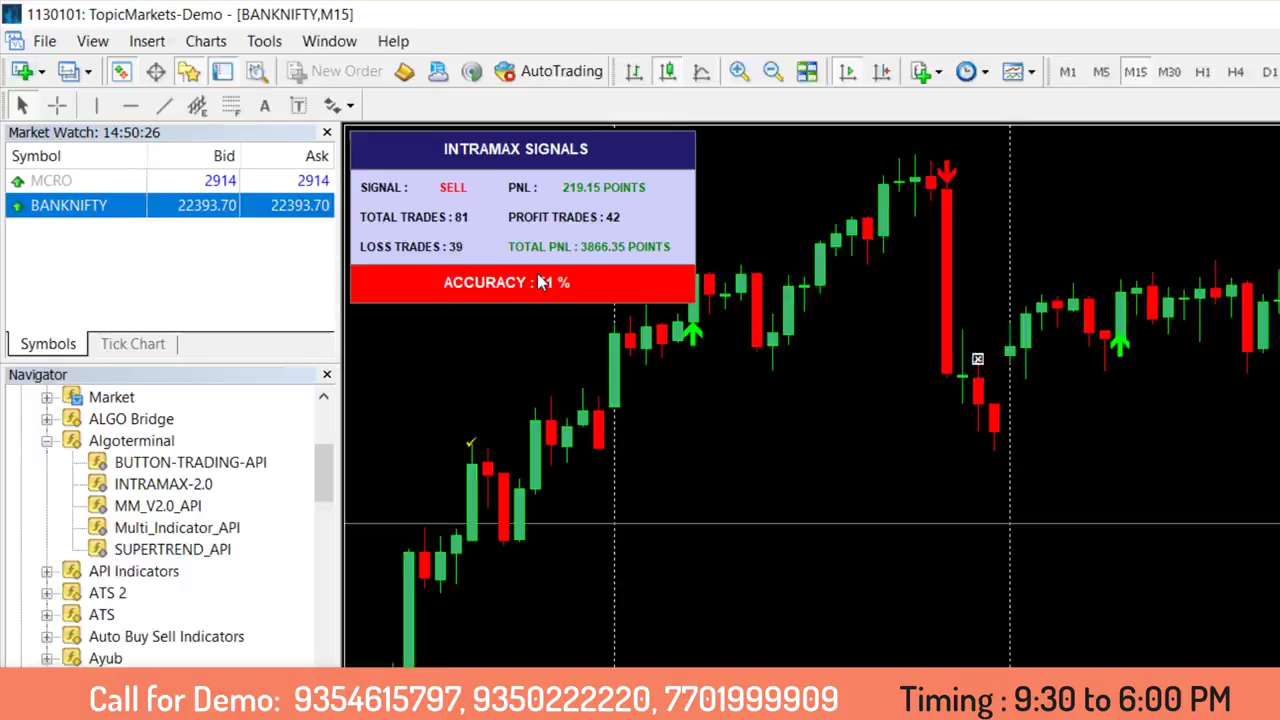 1130101: TopicMarkets-Demo - [BANKNIFTY,M15]
File View Insert Charts Tools Window Help
New Order AutoTrading M1 M5 M15 M30 H1 H4 D1
A T
Market Watch: 14:50:26
Symbol Bid Ask
MCRO 2914 2914
BANKNIFTY 22393.70 22393.70
Symbols Tick Chart
Navigator
Market
ALGO Bridge
Algoterminal
BUTTON-TRADING-API
INTRAMAX-2.0
MM_V2.0_API
Multi_Indicator_API
SUPERTREND_API
API Indicators
ATS 2
ATS
Auto Buy Sell Indicators
Ayub
INTRAMAX SIGNALS
SIGNAL : SELL PNL : 219.15 POINTS
TOTAL TRADES : 81 PROFIT TRADES : 42
LOSS TRADES : 39 TOTAL PNL : 3866.35 POINTS
ACCURACY : %
Call for Demo: 9354615797, 9350222220, 7701999909 Timing : 9:30 to 6:00 PM